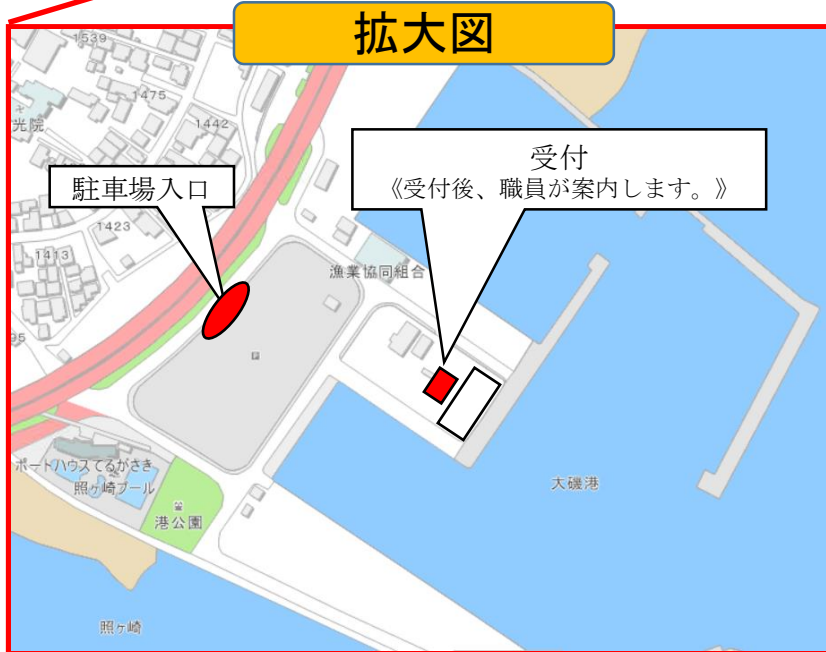 拡大図
1539
1475
光院
1442
受付
《受付後、職員が案内します。》
駐車場入口
1423
1413
漁業協同組合
95
P
ポートハウスてるがさき
照ヶ崎プール
港公園
大磯港
照ヶ崎